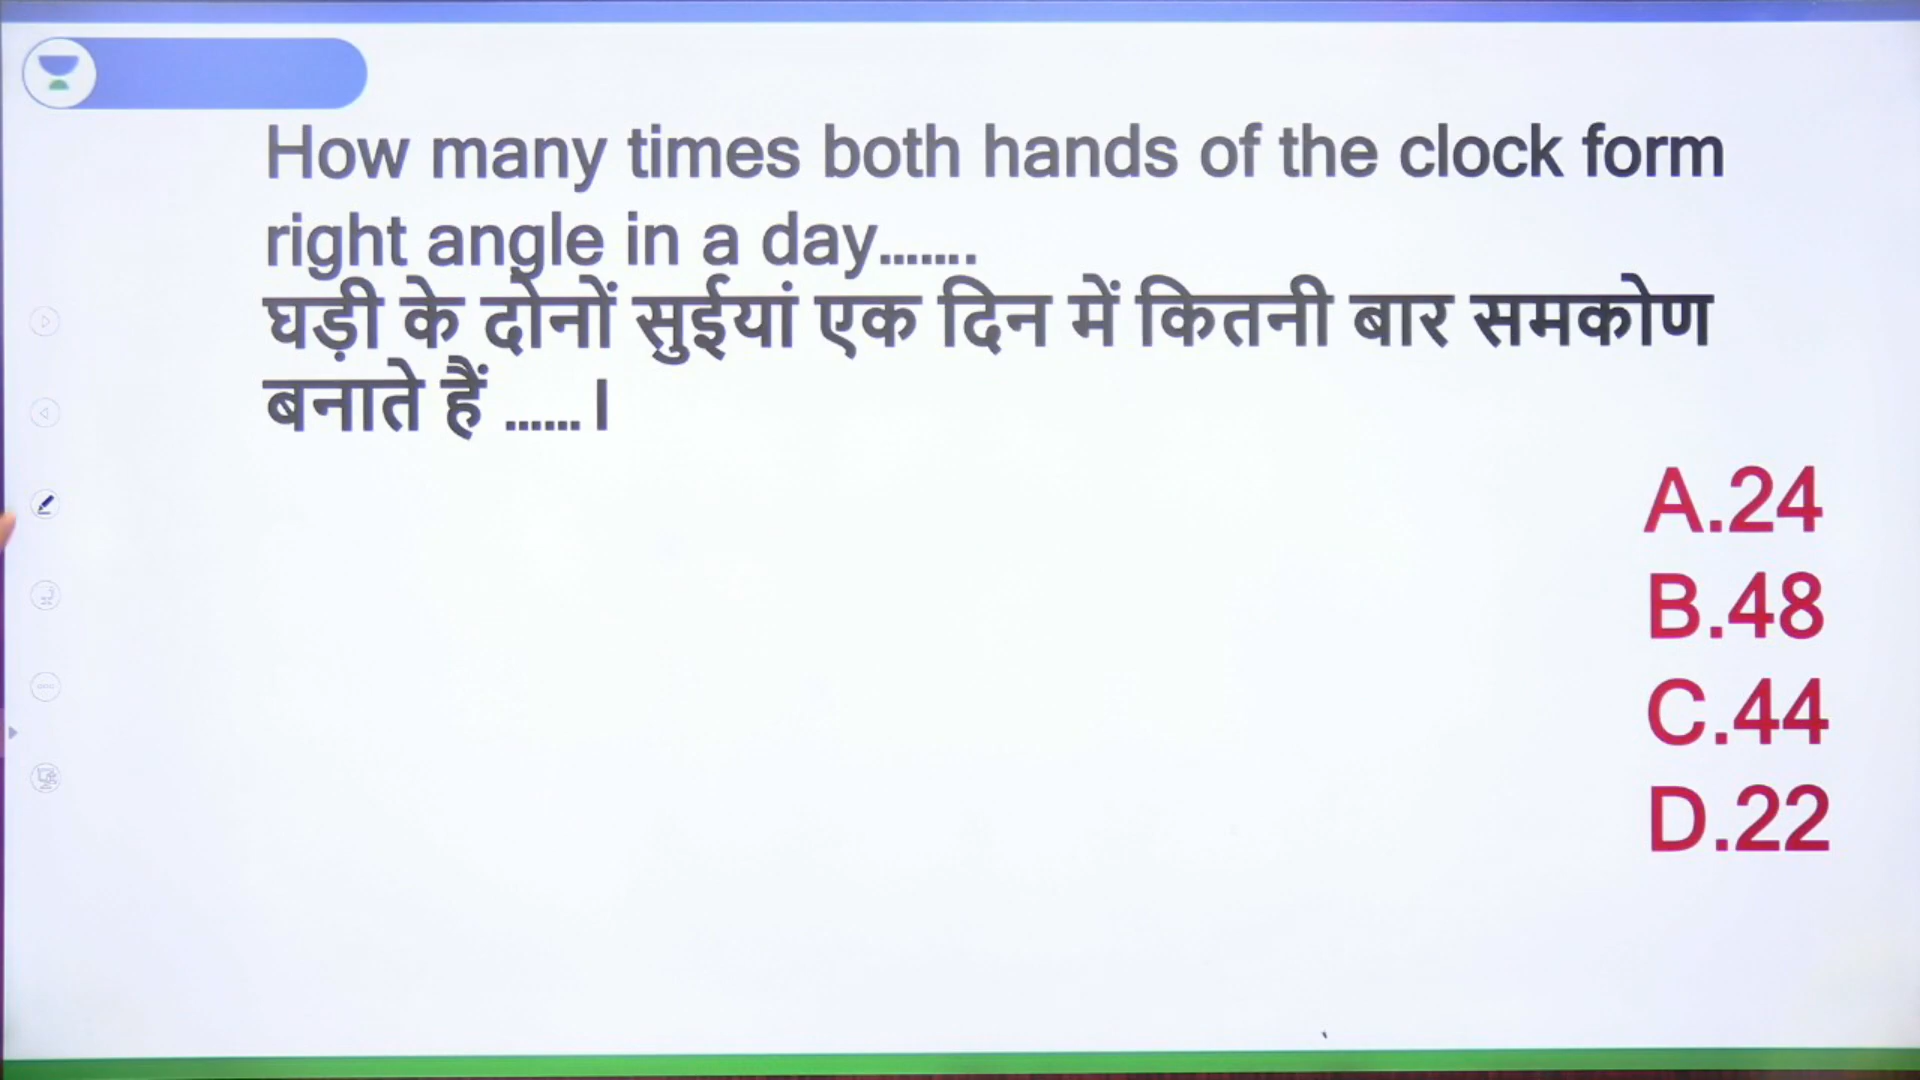 How many times both hands of the clock form
right angle in a day.......
घड़ी के दोनों सुईयां एक दिन में कितनी बार समकोण
बनाते हैं ......।
A.24
B.48
C.44
D.22